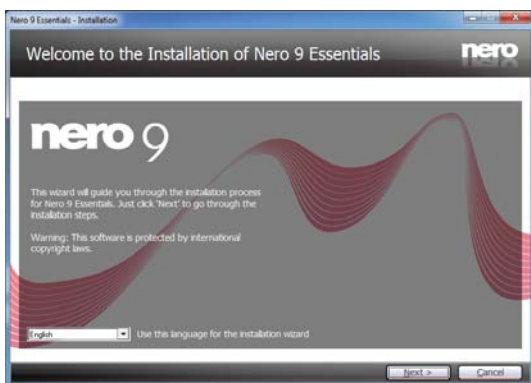 Nero 9 Essentials - Installation
Welcome to the Installation of Nero 9 Essentials
nero
nero 9
This wizard will guide you through the installation process
for Nero 9 Essentials. Just click 'Next' to go through the
installation steps.
Warning: This software is protected by international
copyright laws.
English
Use this language for the installation wizard
Next >
Cancel